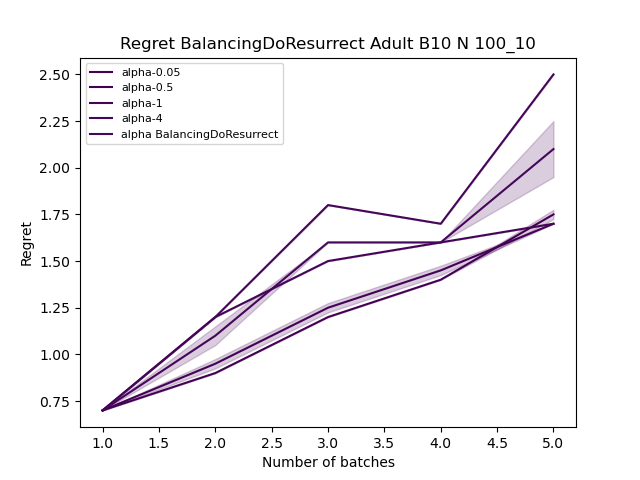 Regret BalancingDoResurrect Adult B10 N 100_10
2.50
2.25
2.00
1.75
1.50
1.25
1.00
0.75
Regret
alpha-0.05
alpha-0.5
alpha-1
alpha-4
alpha BalancingDoResurrect
1.0 1.5 2.0 2.5 3.0 3.5 4.0 4.5 5.0
Number of batches